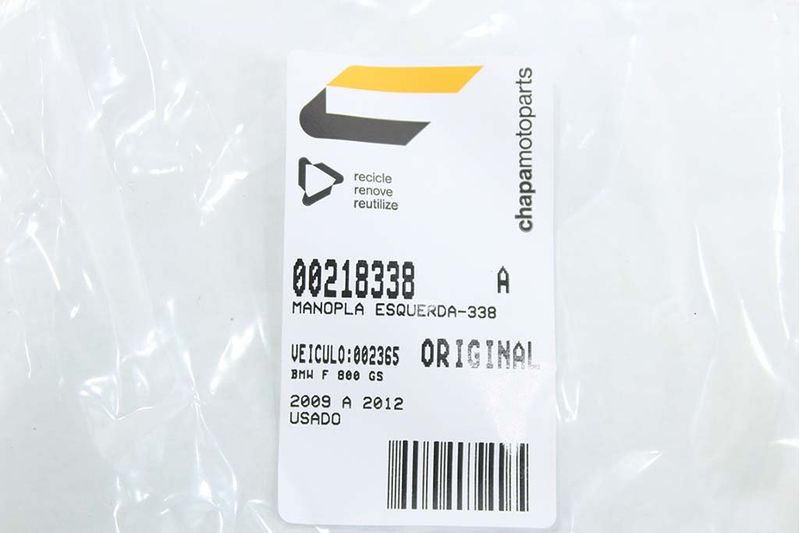 chapamotoparts
recicle
renove
reutilize
00218338 A
MANOPLA ESQUERDA-338
VEICULO:002365 ORIGINAL
BMW F 800 GS
2009 A 2012
USADO